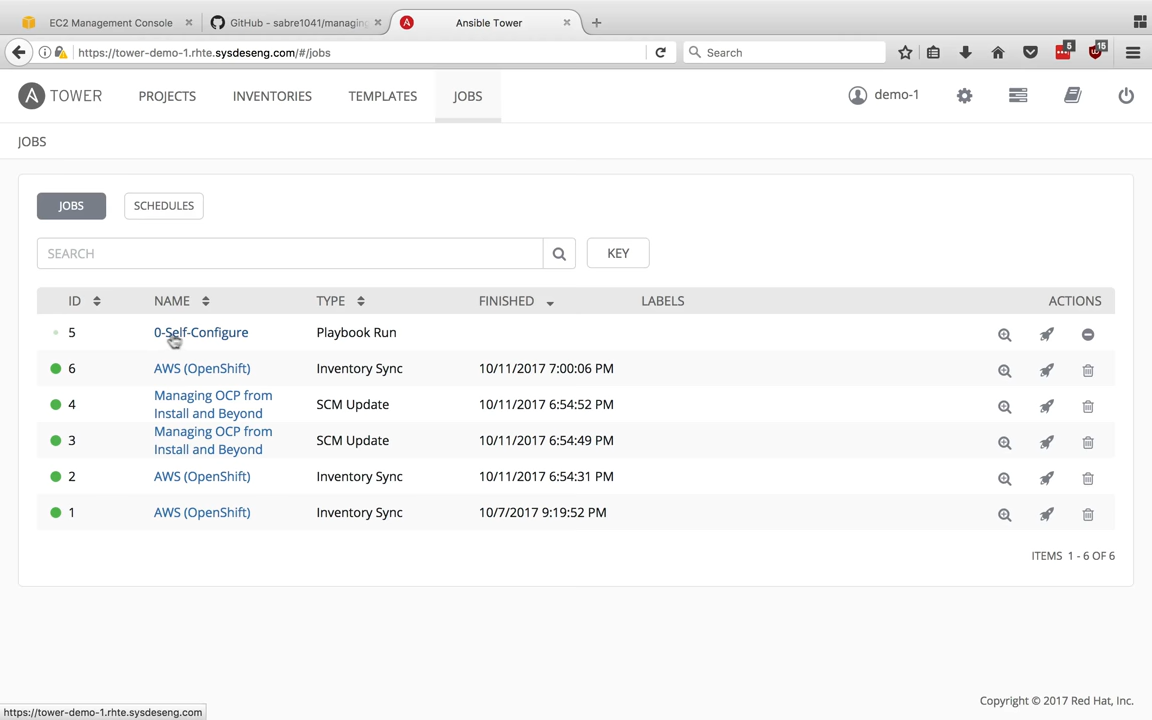 EC2 Management Console
GitHub - sabre1041/managing
Ansible Tower
https://tower-demo-1.rhte.sysdeseng.com/#/jobs
Search
6
15
A TOWER
PROJECTS
INVENTORIES
TEMPLATES
JOBS
demo-1
JOBS
JOBS
SCHEDULES
SEARCH
KEY
ID NAME TYPE FINISHED LABELS ACTIONS
5 0-Self-Configure Playbook Run
6 AWS (OpenShift) Inventory Sync 10/11/2017 7:00:06 PM
4 Managing OCP from Install and Beyond SCM Update 10/11/2017 6:54:52 PM
3 Managing OCP from Install and Beyond SCM Update 10/11/2017 6:54:49 PM
2 AWS (OpenShift) Inventory Sync 10/11/2017 6:54:31 PM
1 AWS (OpenShift) Inventory Sync 10/7/2017 9:19:52 PM
ITEMS 1 - 6 OF 6
Copyright © 2017 Red Hat, Inc.
https://tower-demo-1.rhte.sysdeseng.com